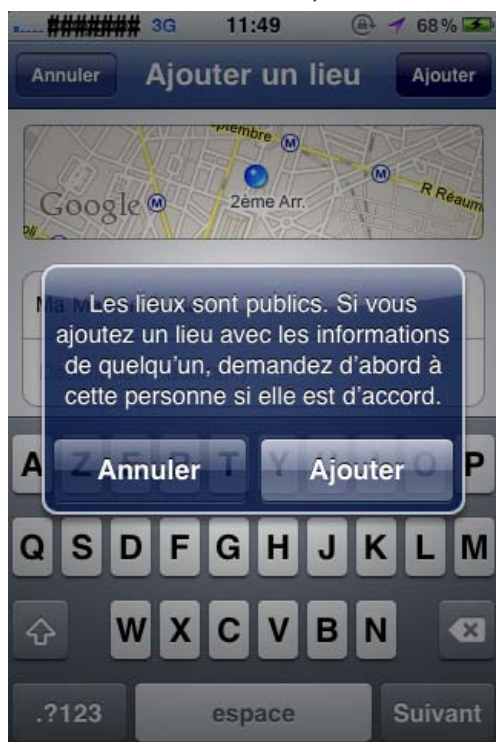 ######## 3G 11:49 68 %
Annuler Ajouter un lieu Ajouter
eptembre M
M
Google M 2ème Arr. R Réaum
Les lieux sont publics. Si vous
ajoutez un lieu avec les informations
de quelqu'un, demandez d'abord à
cette personne si elle est d'accord.
Annuler Ajouter
A Z E R T Y U I O P
Q S D F G H J K L M
W X C V B N
.?123 espace Suivant